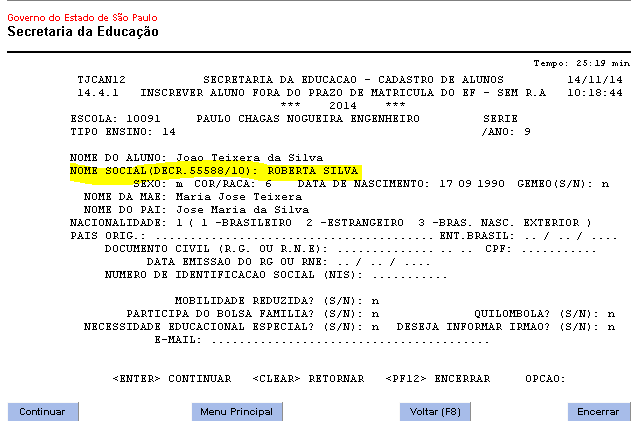 Governo do Estado de São Paulo
Secretaria da Educação
Tempo: 25:19 min
TJCAN12 SECRETARIA DA EDUCACAO - CADASTRO DE ALUNOS 14/11/14
14.4.1 INSCREVER ALUNO FORA DO PRAZO DE MATRICULA DO EF - SEM R.A 10:18:44
*** 2014 ***
ESCOLA: 10091 PAULO CHAGAS NOGUEIRA ENGENHEIRO SERIE
TIPO ENSINO: 14 /ANO: 9
NOME DO ALUNO: Joao Teixera da Silva
NOME SOCIAL(DECR.55588/10): ROBERTA SILVA
SEXO: m COR/RACA: 6 DATA DE NASCIMENTO: 17 09 1990 GEMEO(S/N): n
NOME DA MAE: Maria Jose Teixera
NOME DO PAI: Jose Maria da Silva
NACIONALIDADE: 1 ( 1 -BRASILEIRO 2 -ESTRANGEIRO 3 -BRAS. NASC. EXTERIOR )
PAIS ORIG.: ........................................ ENT.BRASIL: .. / .. / ....
DOCUMENTO CIVIL (R.G. OU R.N.E): .............. .. .. CPF: ...........
DATA EMISSAO DO RG OU RNE: .. / .. / ....
NUMERO DE IDENTIFICACAO SOCIAL (NIS): ...........
MOBILIDADE REDUZIDA? (S/N): n
PARTICIPA DO BOLSA FAMILIA? (S/N): n QUILOMBOLA? (S/N): n
NECESSIDADE EDUCACIONAL ESPECIAL? (S/N): n DESEJA INFORMAR IRMAO? (S/N): n
E-MAIL: ........................................
<ENTER> CONTINUAR <CLEAR> RETORNAR <PF12> ENCERRAR OPCAO:
Continuar Menu Principal Voltar (F8) Encerrar